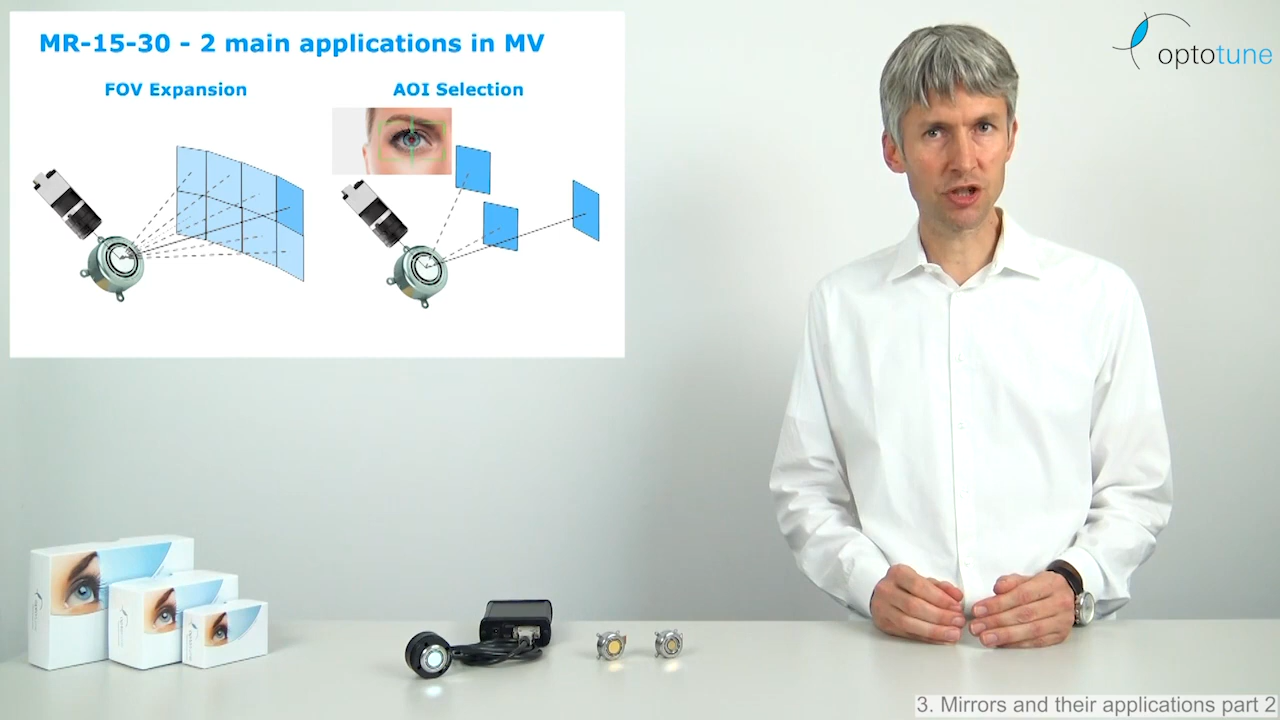 MR-15-30 - 2 main applications in MV
FOV Expansion
AOI Selection
optotune
3. Mirrors and their applications part 2